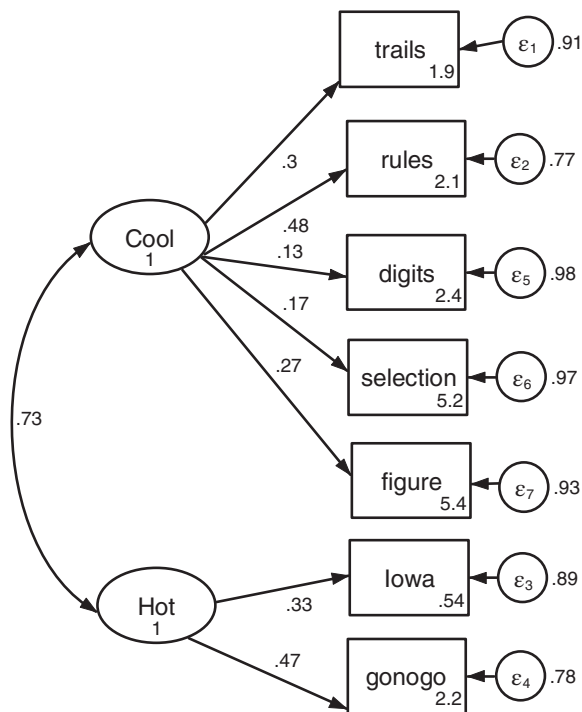 trails
1.9
ε1
.91
.3
rules
2.1
ε2
.77
.48
Cool
1
.13
digits
2.4
ε5
.98
.17
selection
5.2
ε6
.97
.27
.73
figure
5.4
ε7
.93
Iowa
.54
ε3
.89
Hot
1
.33
.47
gonogo
2.2
ε4
.78